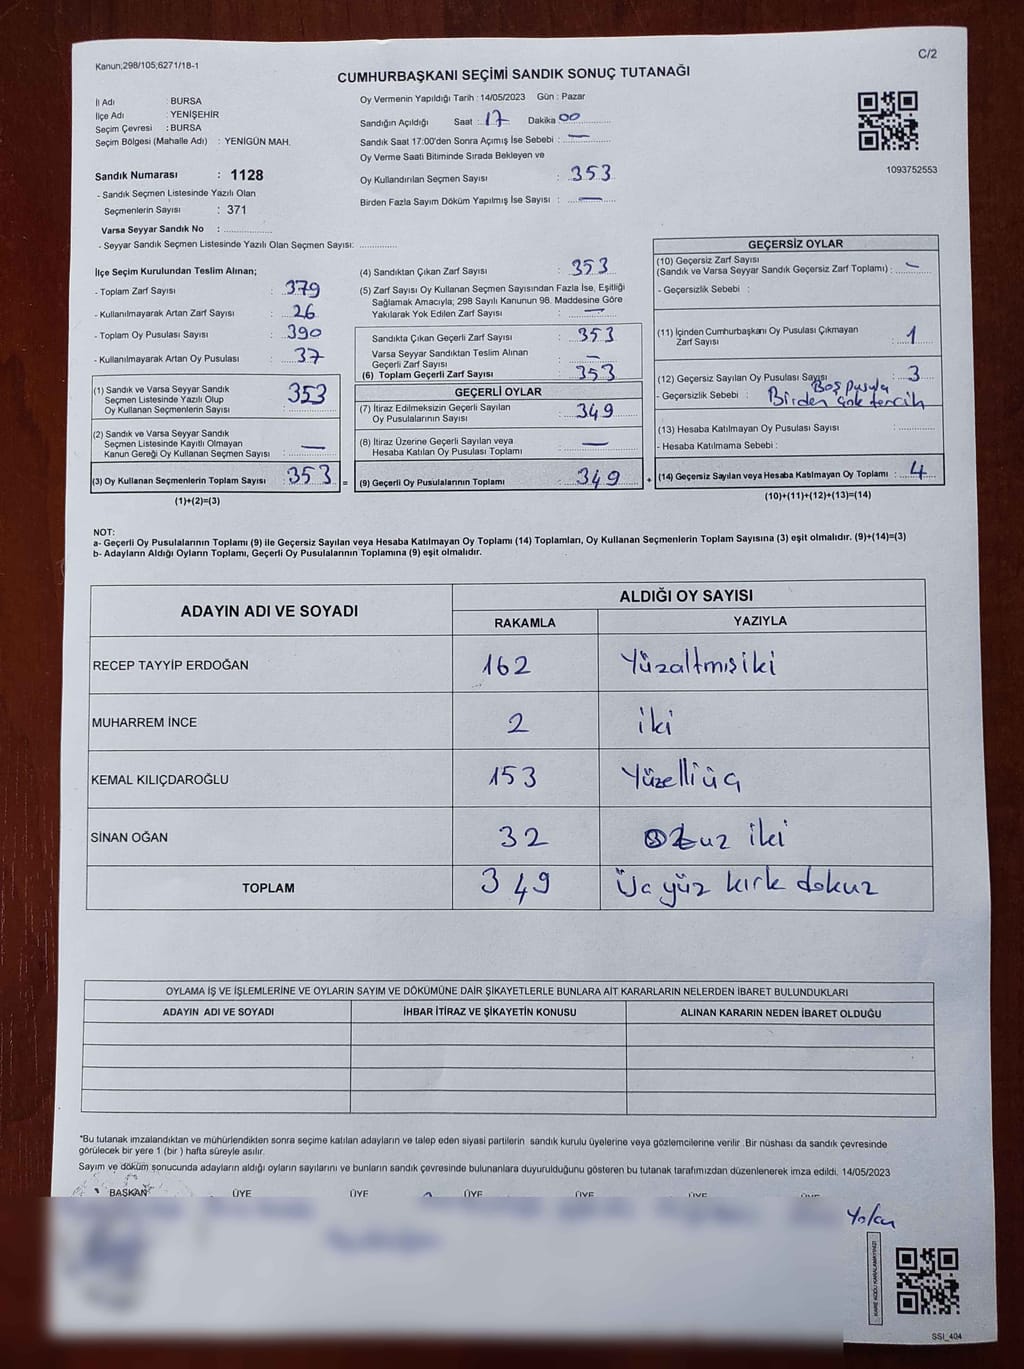 Kanun;298/105;6271/18-1
C/2
CUMHURBAŞKANI SEÇİMİ SANDIK SONUÇ TUTANAĞI
İl Adı : BURSA
İlçe Adı : YENİŞEHİR
Seçim Çevresi : BURSA
Seçim Bölgesi (Mahalle Adı) : YENİGÜN MAH.
Sandık Numarası : 1128
- Sandık Seçmen Listesinde Yazılı Olan
Seçmenlerin Sayısı : 371
Varsa Seyyar Sandık No : ..............
- Seyyar Sandık Seçmen Listesinde Yazılı Olan Seçmen Sayısı: ............
Oy Vermenin Yapıldığı Tarih : 14/05/2023 Gün : Pazar
Sandığın Açıldığı Saat : 17 Dakika 00
Sandık Saat 17:00'den Sonra Açımış İse Sebebi : —
Oy Verme Saati Bitiminde Sırada Bekleyen ve
Oy Kullandırılan Seçmen Sayısı : 353
Birden Fazla Sayım Döküm Yapılmış İse Sayısı : —
1093752553
İlçe Seçim Kurulundan Teslim Alınan;
- Toplam Zarf Sayısı : 379
- Kullanılmayarak Artan Zarf Sayısı : 26
- Toplam Oy Pusulası Sayısı : 390
- Kullanılmayarak Artan Oy Pusulası : 37
(1) Sandık ve Varsa Seyyar Sandık
Seçmen Listesinde Yazılı Olup
Oy Kullanan Seçmenlerin Sayısı : 353
(2) Sandık ve Varsa Seyyar Sandık
Seçmen Listesinde Kayıtlı Olmayan
Kanun Gereği Oy Kullanan Seçmen Sayısı : —
(3) Oy Kullanan Seçmenlerin Toplam Sayısı : 353
(1)+(2)=(3)
(4) Sandıktan Çıkan Zarf Sayısı : 353
(5) Zarf Sayısı Oy Kullanan Seçmen Sayısından Fazla İse, Eşitliği
Sağlamak Amacıyla; 298 Sayılı Kanunun 98. Maddesine Göre
Yakılarak Yok Edilen Zarf Sayısı : —
Sandıkta Çıkan Geçerli Zarf Sayısı : 353
Varsa Seyyar Sandıktan Teslim Alınan
Geçerli Zarf Sayısı : —
(6) Toplam Geçerli Zarf Sayısı : 353
GEÇERLİ OYLAR
(7) İtiraz Edilmeksizin Geçerli Sayılan
Oy Pusulalarının Sayısı : 349
(8) İtiraz Üzerine Geçerli Sayılan veya
Hesaba Katılan Oy Pusulası Toplamı : —
= (9) Geçerli Oy Pusulalarının Toplamı : 349 +
GEÇERSİZ OYLAR
(10) Geçersiz Zarf Sayısı
(Sandık ve Varsa Seyyar Sandık Geçersiz Zarf Toplamı) : —
- Geçersizlik Sebebi :
(11) İçinden Cumhurbaşkanı Oy Pusulası Çıkmayan
Zarf Sayısı : 1
(12) Geçersiz Sayılan Oy Pusulası Sayısı : 3
Boş Pusula
- Geçersizlik Sebebi : Birden çok tercih
(13) Hesaba Katılmayan Oy Pusulası Sayısı : ............
- Hesaba Katılmama Sebebi :
(14) Geçersiz Sayılan veya Hesaba Katılmayan Oy Toplamı : 4
(10)+(11)+(12)+(13)=(14)
NOT:
a- Geçerli Oy Pusulalarının Toplamı (9) ile Geçersiz Sayılan veya Hesaba Katılmayan Oy Toplamı (14) Toplamları, Oy Kullanan Seçmenlerin Toplam Sayısına (3) eşit olmalıdır. (9)+(14)=(3)
b- Adayların Aldığı Oyların Toplamı, Geçerli Oy Pusulalarının Toplamına (9) eşit olmalıdır.
ADAYIN ADI VE SOYADI
ALDIĞI OY SAYISI
RAKAMLA YAZIYLA
RECEP TAYYİP ERDOĞAN 162 Yüzaltmışiki
MUHARREM İNCE 2 iki
KEMAL KILIÇDAROĞLU 153 Yüzelliüç
SİNAN OĞAN 32 Otuz iki
TOPLAM 349 Üç yüz kırk dokuz
OYLAMA İŞ VE İŞLEMLERİNE VE OYLARIN SAYIM VE DÖKÜMÜNE DAİR ŞİKAYETLERLE BUNLARA AİT KARARLARIN NELERDEN İBARET BULUNDUKLARI
ADAYIN ADI VE SOYADI İHBAR İTİRAZ VE ŞİKAYETİN KONUSU ALINAN KARARIN NEDEN İBARET OLDUĞU
*Bu tutanak imzalandıktan ve mühürlendikten sonra seçime katılan adayların ve talep eden siyasi partilerin sandık kurulu üyelerine veya gözlemcilerine verilir .Bir nüshası da sandık çevresinde
görülecek bir yere 1 (bir ) hafta süreyle asılır.
Sayım ve döküm sonucunda adayların aldığı oyların sayılarını ve bunların sandık çevresinde bulunanlara duyurulduğunu gösteren bu tutanak tarafımızdan düzenlenerek imza edildi. 14/05/2023
BAŞKAN ÜYE ÜYE ÜYE ÜYE ÜYE ÜYE
KARE KODU KARALAMAYINIZ!
SSI_404